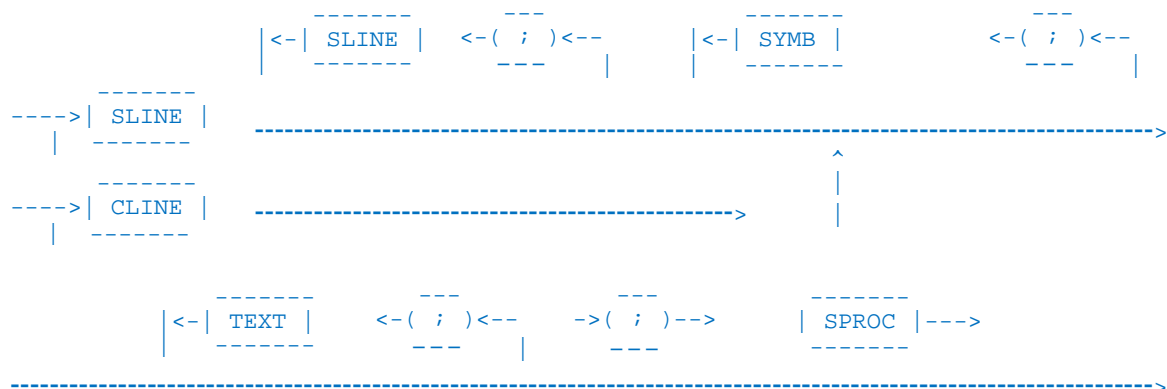 |<-| SLINE | <-( ; )<-- |<-| SYMB | <-( ; )<--
---->| SLINE |
---->| CLINE |
|<-| TEXT | <-( ; )<-- ->( ; )--> | SPROC |--->